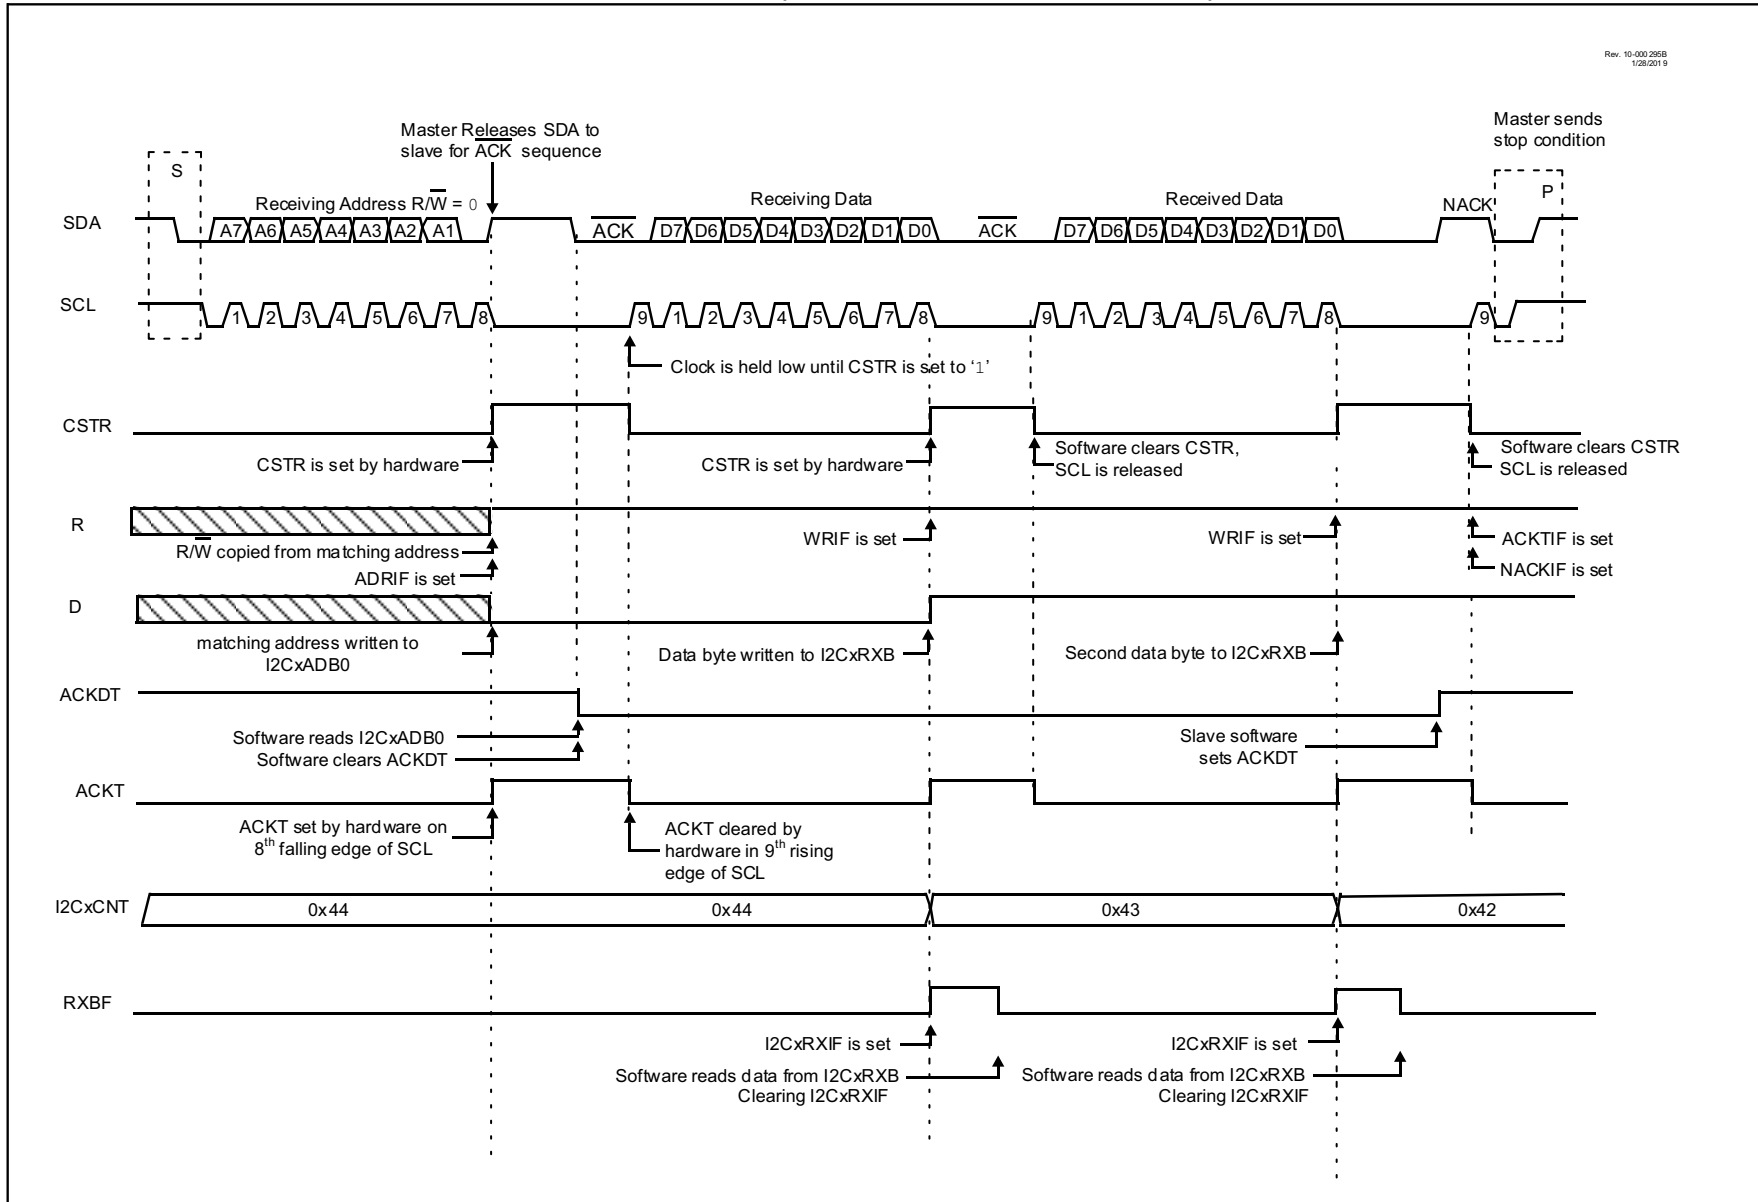 Rev. 10-000 295B
1/28/201 9
Master Releases SDA to
slave for ACK sequence
Master sends
stop condition
S
P
Receiving Address R/W = 0
Receiving Data
Received Data
NACK
SDA
A7 A6 A5 A4 A3 A2 A1
ACK
D7 D6 D5 D4 D3 D2 D1 D0
ACK
D7 D6 D5 D4 D3 D2 D1 D0
SCL
1 2 3 4 5 6 7 8 9 1 2 3 4 5 6 7 8 9 1 2 3 4 5 6 7 8 9
Clock is held low until CSTR is set to ‘1’
CSTR
CSTR is set by hardware
CSTR is set by hardware
Software clears CSTR,
SCL is released
Software clears CSTR
SCL is released
R
R/W copied from matching address
ADRIF is set
WRIF is set
WRIF is set
ACKTIF is set
NACKIF is set
D
matching address written to
I2CxADB0
Data byte written to I2CxRXB
Second data byte to I2CxRXB
ACKDT
Software reads I2CxADB0
Software clears ACKDT
Slave software
sets ACKDT
ACKT
ACKT set by hardware on
8th falling edge of SCL
ACKT cleared by
hardware in 9th rising
edge of SCL
I2CxCNT
0x44
0x44
0x43
0x42
RXBF
I2CxRXIF is set
I2CxRXIF is set
Software reads data from I2CxRXB
Clearing I2CxRXIF
Software reads data from I2CxRXB
Clearing I2CxRXIF